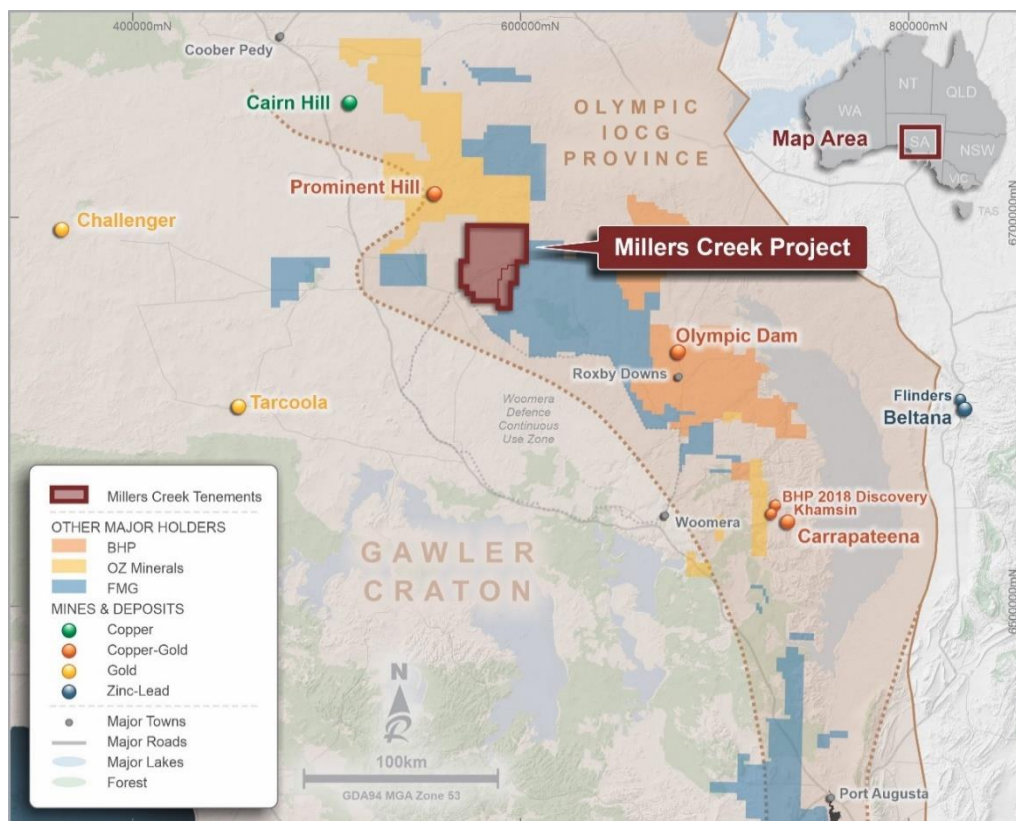 400000mN
600000mN
800000mN
Coober Pedy
Cairn Hill
OLYMPIC
IOCG
PROVINCE
Map Area
WA
NT
QLD
SA
NSW
VIC
TAS
Prominent Hill
Challenger
6700000mN
Millers Creek Project
Olympic Dam
Roxby Downs
Tarcoola
Woomera
Defence
Continuous
Use Zone
Flinders
Beltana
BHP 2018 Discovery
Khamsin
Carrapateena
Woomera
GAWLER
CRATON
6500000mN
Millers Creek Tenements
OTHER MAJOR HOLDERS
BHP
OZ Minerals
FMG
MINES & DEPOSITS
Copper
Copper-Gold
Gold
Zinc-Lead
Major Towns
Major Roads
Major Lakes
Forest
N
100km
GDA94 MGA Zone 53
Port Augusta